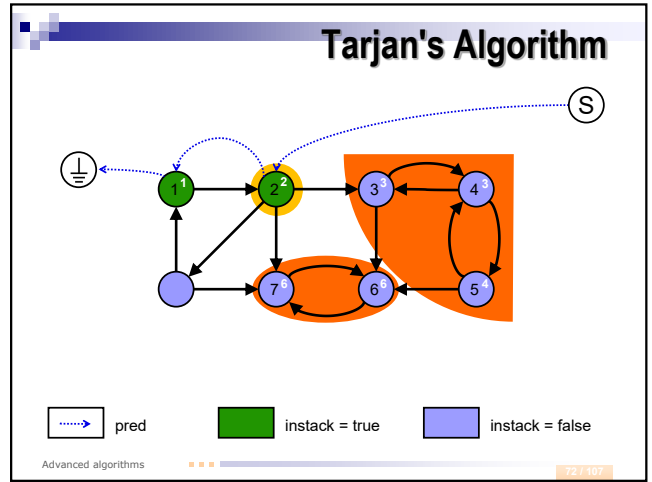 Tarjan's Algorithm
S
⊥
1 1
2 2
3 3
4 3
7 6
6 6
5 4
pred
instack = true
instack = false
Advanced algorithms
72 / 107